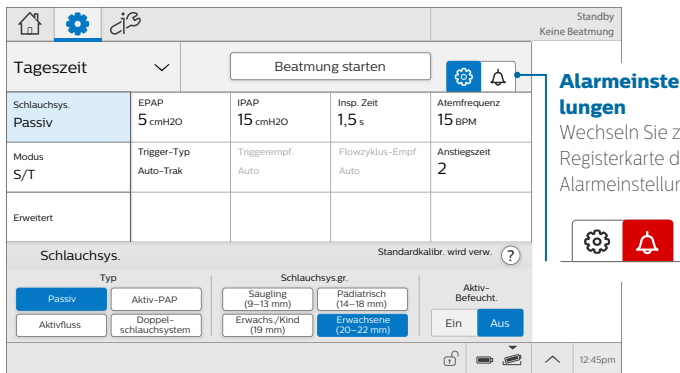 Standby
Keine Beatmung
Tageszeit
Beatmung starten
Schlauchsys.
Passiv
EPAP
5 cmH2O
IPAP
15 cmH2O
Insp. Zeit
1,5 s
Atemfrequenz
15 BPM
Modus
S/T
Trigger-Typ
Auto-Trak
Triggerempf.
Auto
Flowzyklus-Empf
Auto
Anstiegszeit
2
Erweitert
Schlauchsys.
Standardkalibr. wird verw. ?
Typ
Passiv
Aktiv-PAP
Aktivfluss
Doppel-
schlauchsystem
Schlauchsys.gr.
Säugling
(9–13 mm)
Pädiatrisch
(14–18 mm)
Erwachs./Kind
(19 mm)
Erwachsene
(20–22 mm)
Aktiv-
Befeucht.
Ein
Aus
12:45pm
Alarmeinste
lungen
Wechseln Sie z
Registerkarte d
Alarmeinstellur